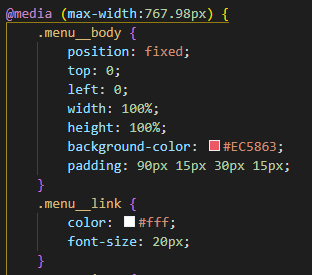 @media (max-width:767.98px) {
.menu__body {
position: fixed;
top: 0;
left: 0;
width: 100%;
height: 100%;
background-color: #EC5863;
padding: 90px 15px 30px 15px;
}
.menu__link {
color: #fff;
font-size: 20px;
}